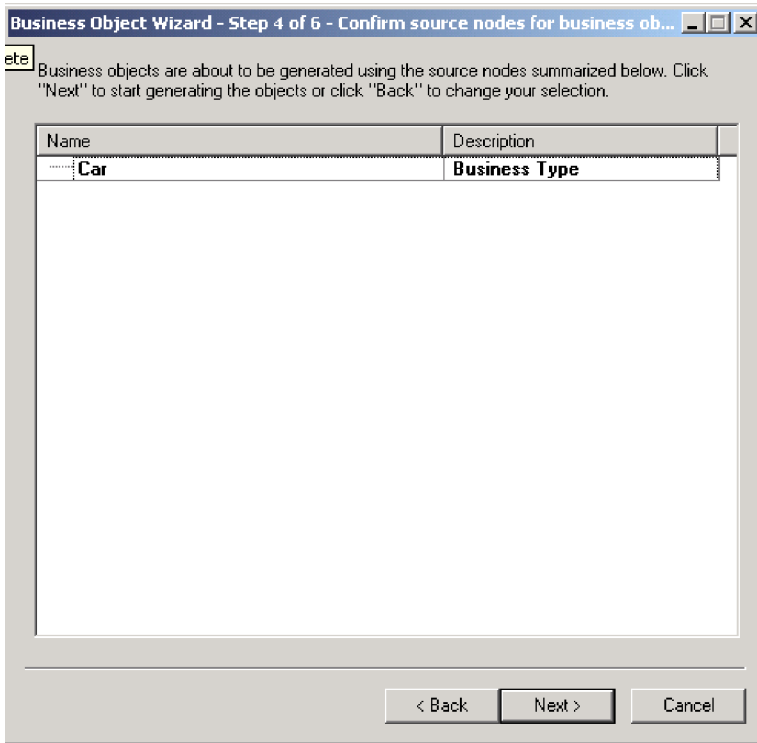 Business Object Wizard - Step 4 of 6 - Confirm source nodes for business ob...
ete
Business objects are about to be generated using the source nodes summarized below. Click
"Next" to start generating the objects or click "Back" to change your selection.
Name Description
Car Business Type
< Back Next > Cancel